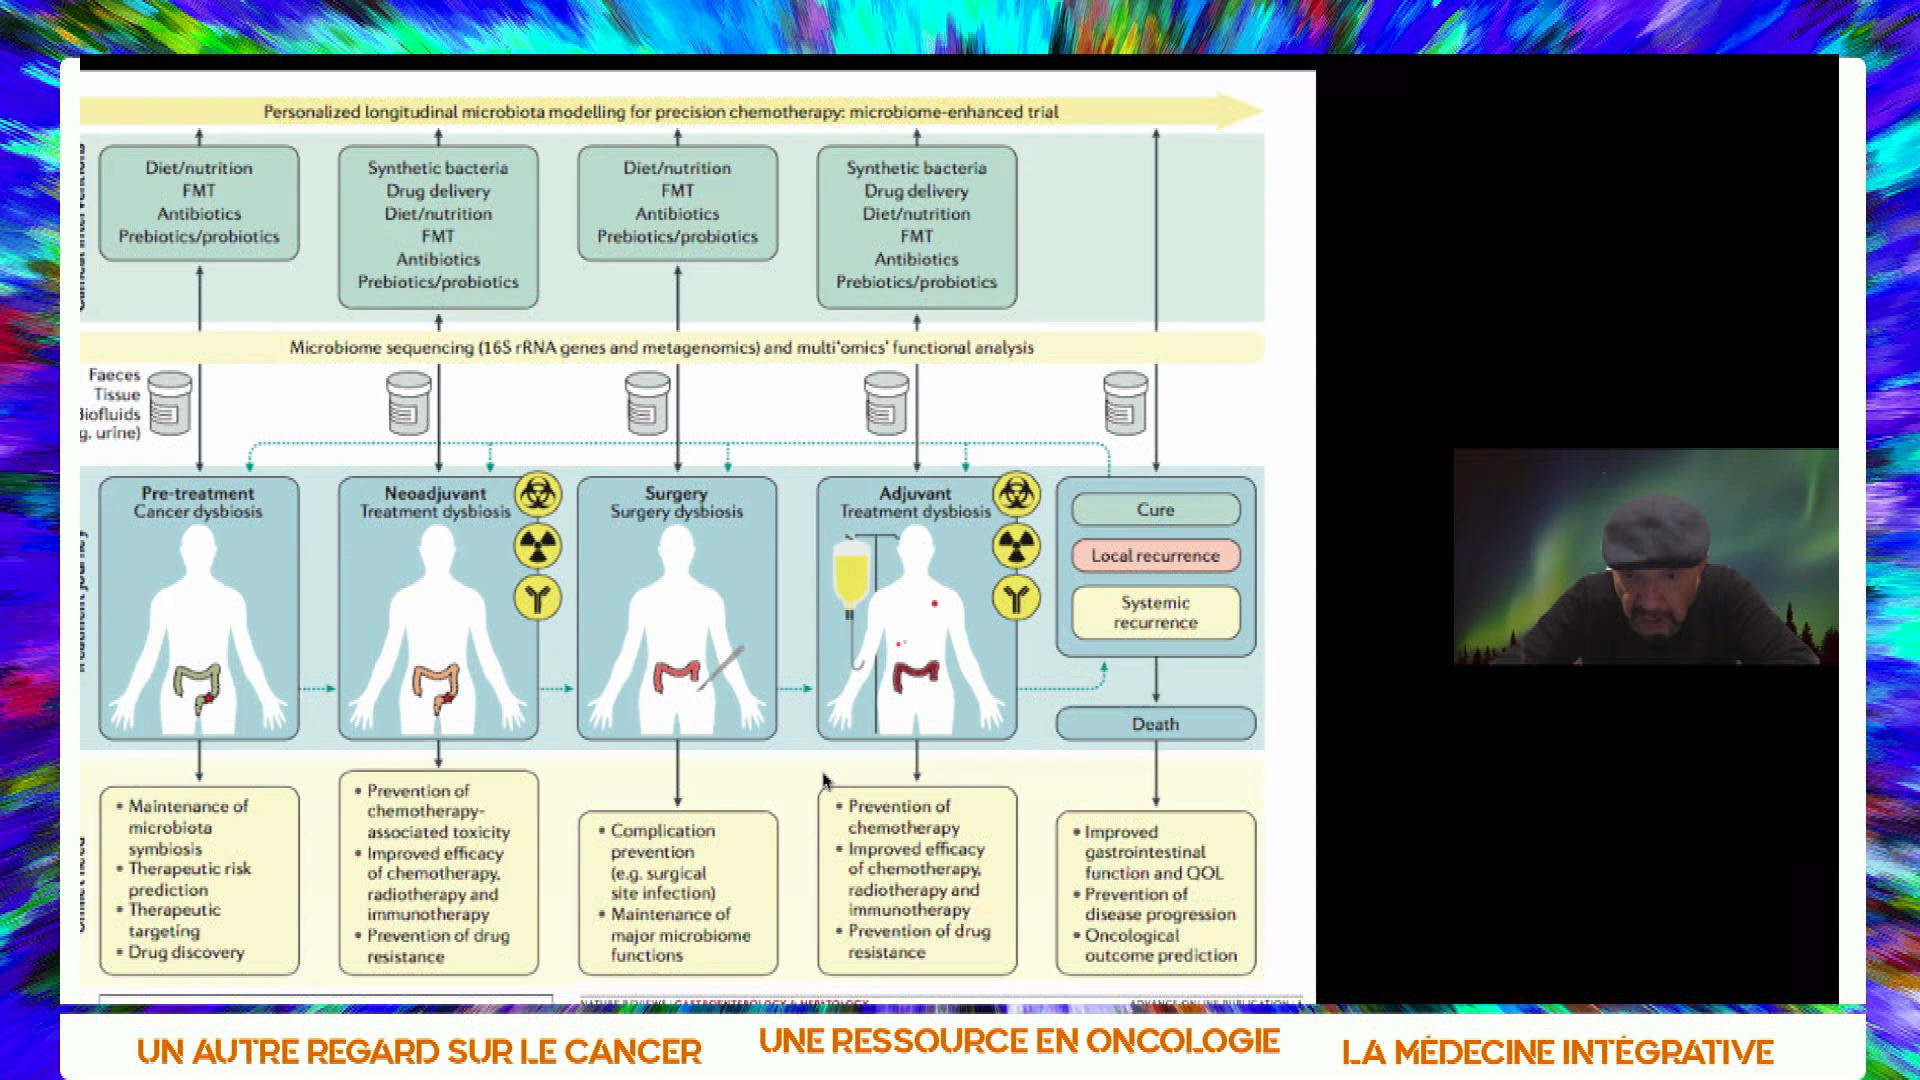 Personalized longitudinal microbiota modelling for precision chemotherapy: microbiome-enhanced trial
Diet/nutrition
FMT
Antibiotics
Prebiotics/probiotics
Synthetic bacteria
Drug delivery
Diet/nutrition
FMT
Antibiotics
Prebiotics/probiotics
Diet/nutrition
FMT
Antibiotics
Prebiotics/probiotics
Synthetic bacteria
Drug delivery
Diet/nutrition
FMT
Antibiotics
Prebiotics/probiotics
Microbiome sequencing (16S rRNA genes and metagenomics) and multi'omics' functional analysis
Faeces
Tissue
Biofluids
g. urine)
Pre-treatment
Cancer dysbiosis
Neoadjuvant
Treatment dysbiosis
Surgery
Surgery dysbiosis
Adjuvant
Treatment dysbiosis
Cure
Local recurrence
Systemic
recurrence
Death
• Maintenance of
microbiota
symbiosis
• Therapeutic risk
prediction
• Therapeutic
targeting
• Drug discovery
• Prevention of
chemotherapy-
associated toxicity
• Improved efficacy
of chemotherapy,
radiotherapy and
immunotherapy
• Prevention of drug
resistance
• Complication
prevention
(e.g. surgical
site infection)
• Maintenance of
major microbiome
functions
• Prevention of
chemotherapy
• Improved efficacy
of chemotherapy,
radiotherapy and
immunotherapy
• Prevention of drug
resistance
• Improved
gastrointestinal
function and QOL
• Prevention of
disease progression
• Oncological
outcome prediction
NATURE REVIEWS | GASTROENTEROLOGY & HEPATOLOGY
ADVANCE ONLINE PUBLICATION
UN AUTRE REGARD SUR LE CANCER
UNE RESSOURCE EN ONCOLOGIE
LA MÉDECINE INTÉGRATIVE